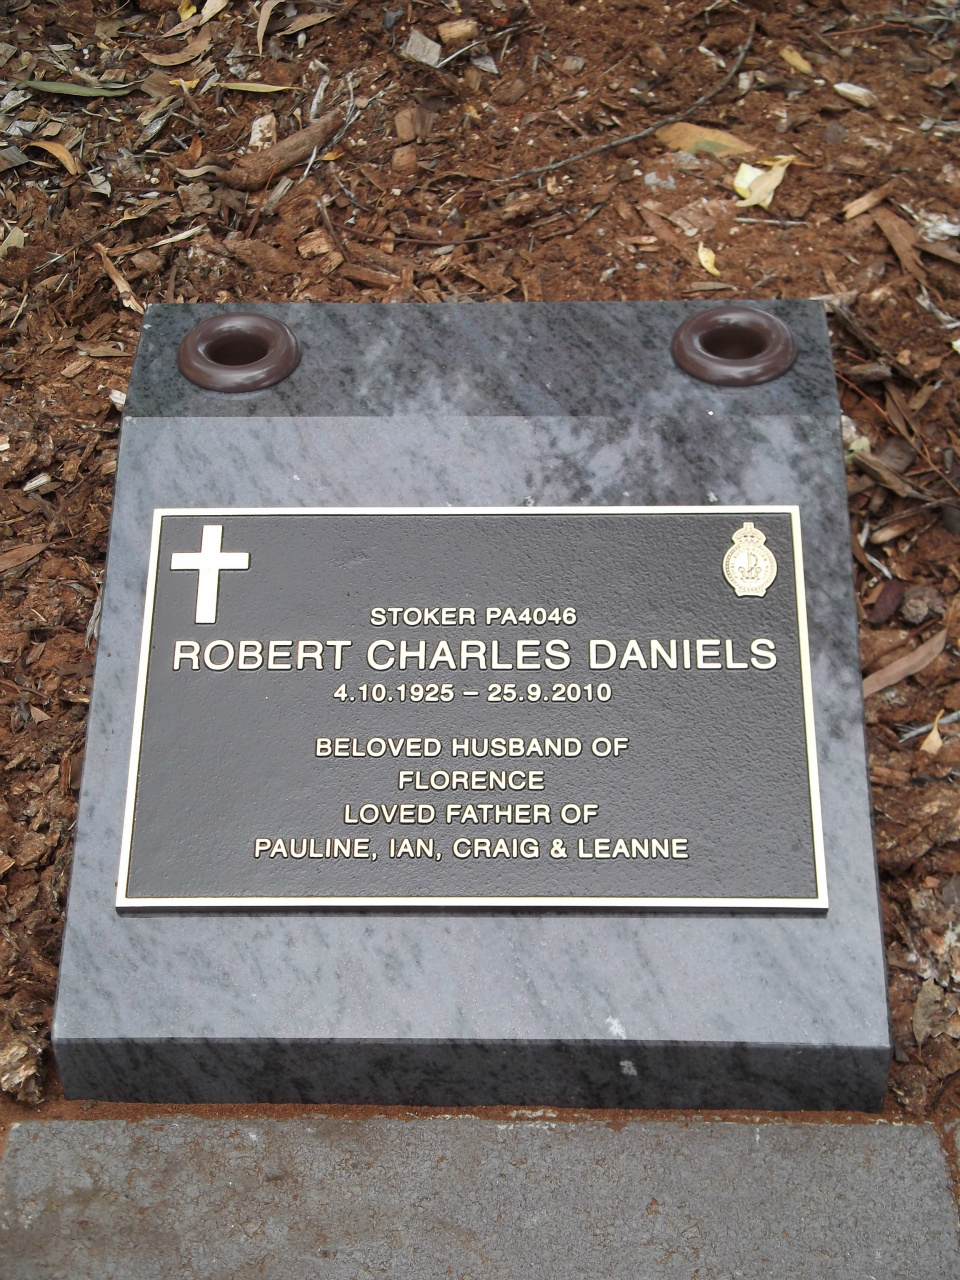 STOKER PA4046
ROBERT CHARLES DANIELS
4.10.1925 – 25.9.2010
BELOVED HUSBAND OF
FLORENCE
LOVED FATHER OF
PAULINE, IAN, CRAIG & LEANNE